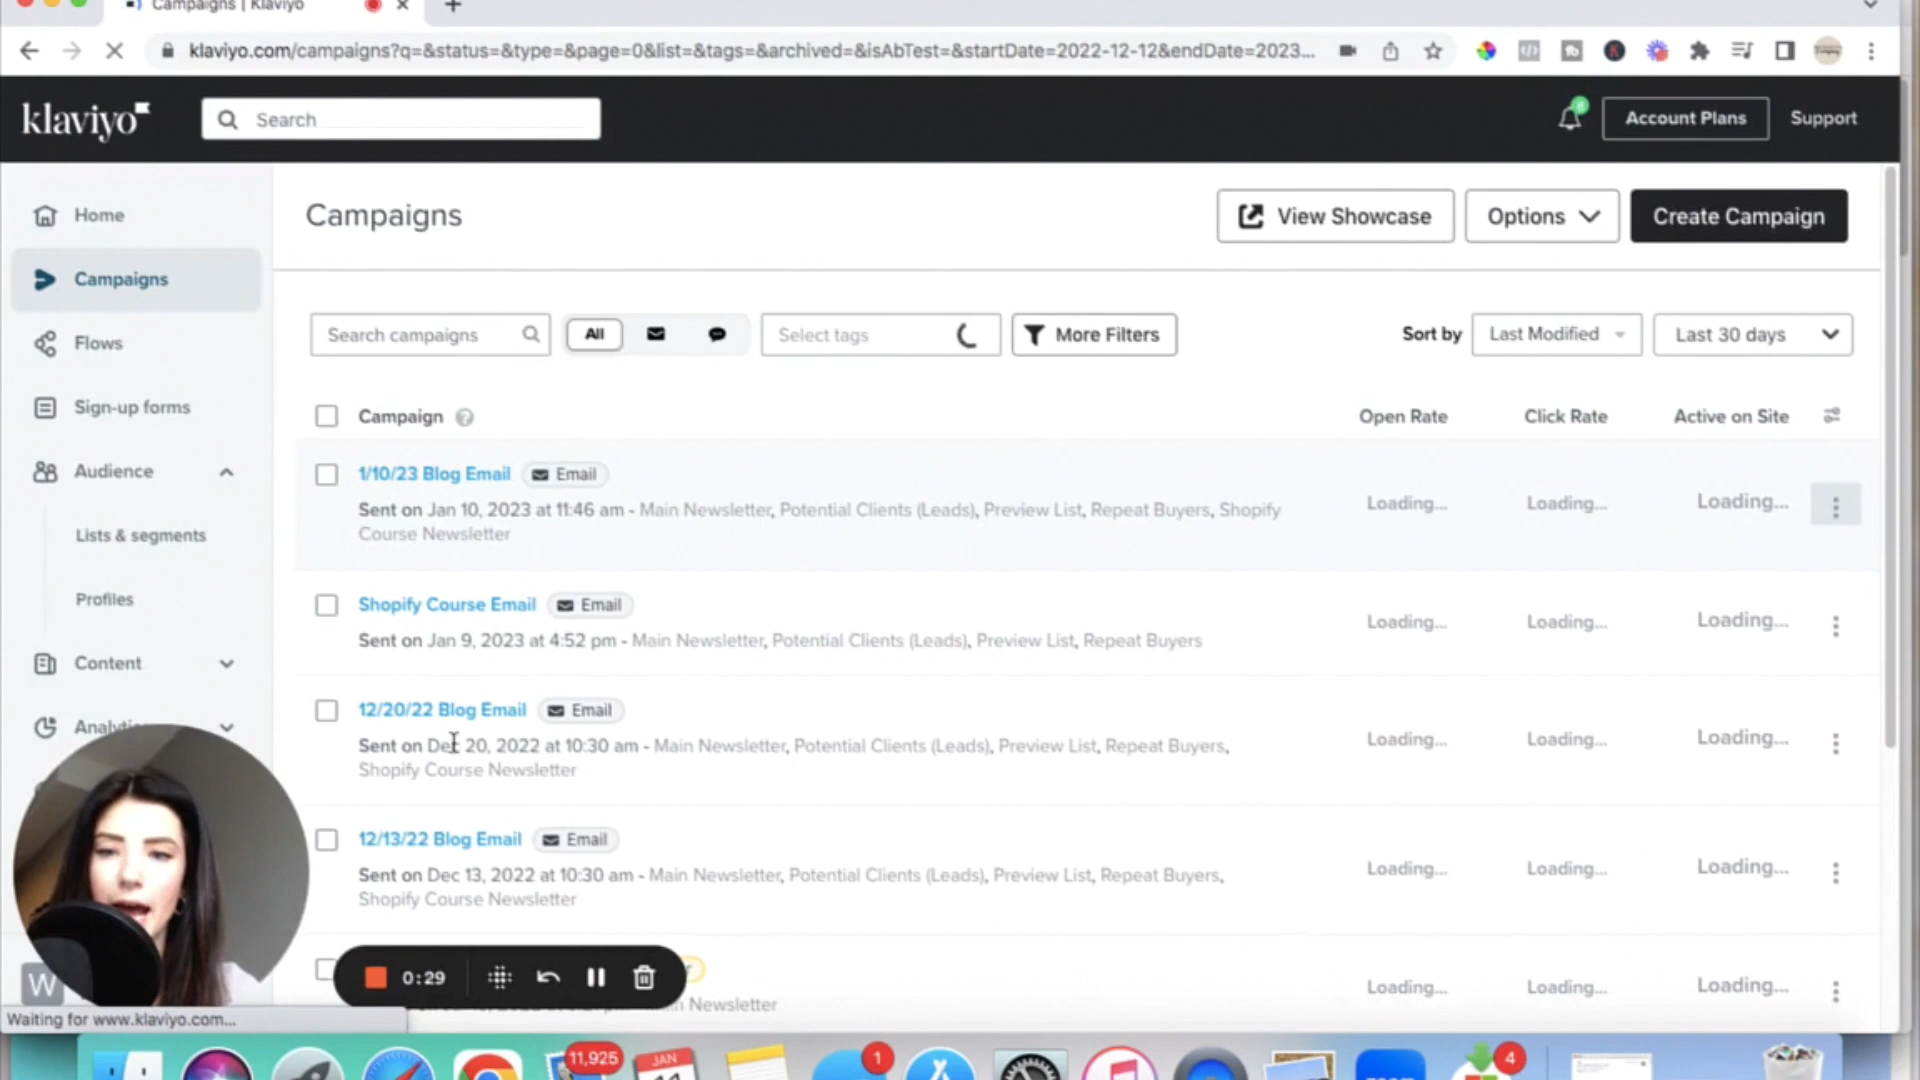 Campaigns | Klaviyo
klaviyo.com/campaigns?q=&status=&type=&page=0&list=&tags=&archived=&isAbTest=&startDate=2022-12-12&endDate=2023...
klaviyo
Search
Account Plans
Support
Home
Campaigns
Flows
Sign-up forms
Audience
Lists & segments
Profiles
Content
Campaigns
View Showcase
Options
Create Campaign
Search campaigns
All
Select tags
More Filters
Sort by
Last Modified
Last 30 days
Campaign ?
Open Rate
Click Rate
Active on Site
1/10/23 Blog Email
Email
Sent on Jan 10, 2023 at 11:46 am - Main Newsletter, Potential Clients (Leads), Preview List, Repeat Buyers, Shopify
Course Newsletter
Loading...
Loading...
Loading...
Shopify Course Email
Email
Sent on Jan 9, 2023 at 4:52 pm - Main Newsletter, Potential Clients (Leads), Preview List, Repeat Buyers
Loading...
Loading...
Loading...
12/20/22 Blog Email
Email
Sent on Dec 20, 2022 at 10:30 am - Main Newsletter, Potential Clients (Leads), Preview List, Repeat Buyers,
Shopify Course Newsletter
Loading...
Loading...
Loading...
12/13/22 Blog Email
Email
Sent on Dec 13, 2022 at 10:30 am - Main Newsletter, Potential Clients (Leads), Preview List, Repeat Buyers,
Shopify Course Newsletter
Loading...
Loading...
Loading...
Newsletter
Loading...
Loading...
Loading...
W
0:29
Waiting for www.klaviyo.com...
11,925
JAN
1
4